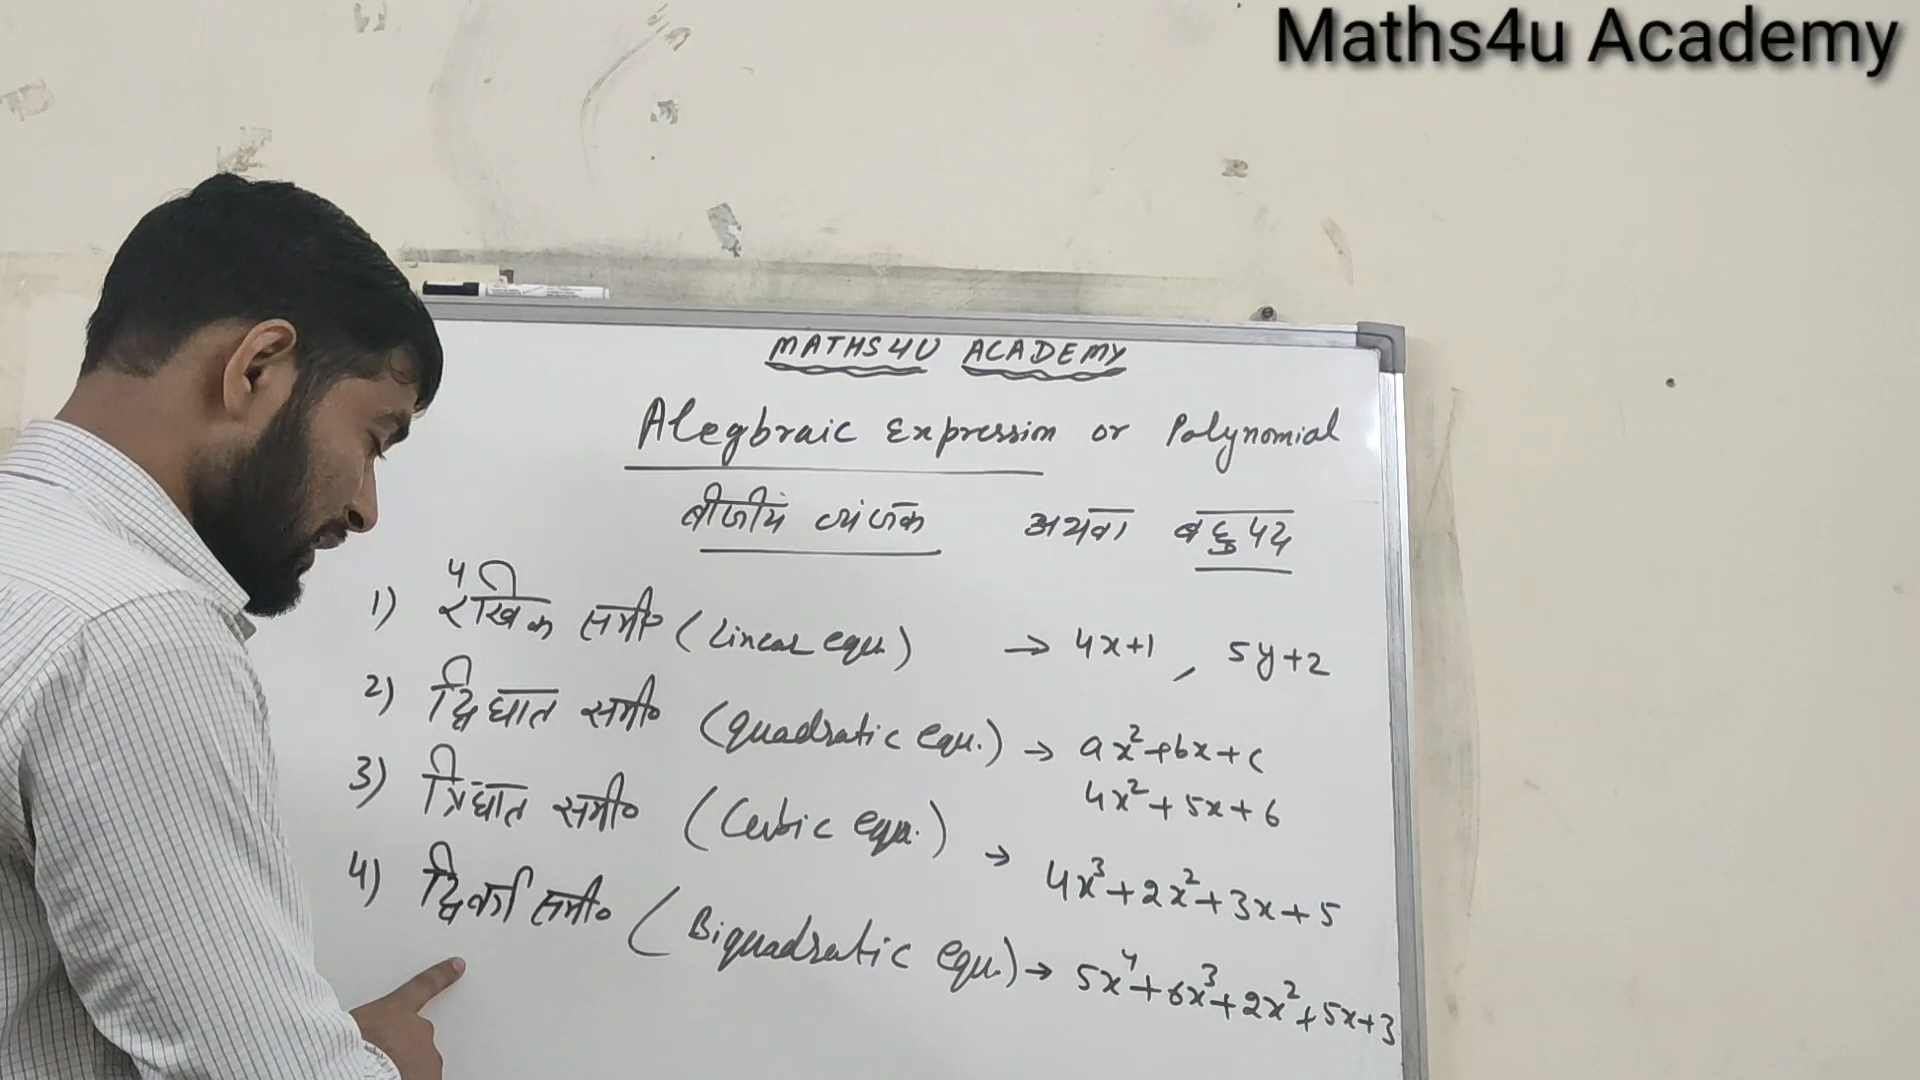 Maths4u Academy
MATHS4U ACADEMY
Alegbraic Expression or Polynomial
बीजीय व्यंजक अथवा बहुपद
1) रैखिक समी० (Linear equ.) → 4x+1 , 5y+2
2) द्विघात समी० (quadratic equ.) → ax²+bx+c
4x²+5x+6
3) त्रिघात समी० (Cubic equ.) → 4x³+2x²+3x+5
4) द्विवर्ग समी० (Biquadratic equ.) → 5x⁴+6x³+2x²+5x+3